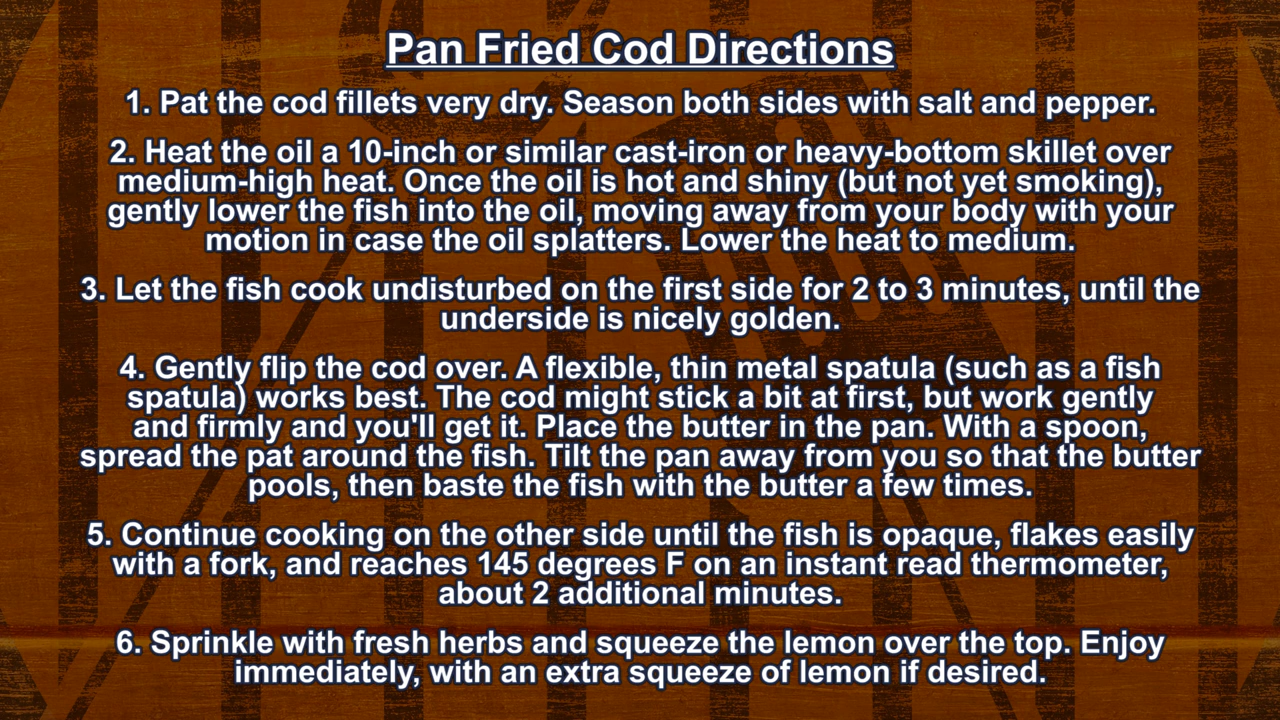 Pan Fried Cod Directions
1. Pat the cod fillets very dry. Season both sides with salt and pepper.
2. Heat the oil a 10-inch or similar cast-iron or heavy-bottom skillet over
medium-high heat. Once the oil is hot and shiny (but not yet smoking),
gently lower the fish into the oil, moving away from your body with your
motion in case the oil splatters. Lower the heat to medium.
3. Let the fish cook undisturbed on the first side for 2 to 3 minutes, until the
underside is nicely golden.
4. Gently flip the cod over. A flexible, thin metal spatula (such as a fish
spatula) works best. The cod might stick a bit at first, but work gently
and firmly and you'll get it. Place the butter in the pan. With a spoon,
spread the pat around the fish. Tilt the pan away from you so that the butter
pools, then baste the fish with the butter a few times.
5. Continue cooking on the other side until the fish is opaque, flakes easily
with a fork, and reaches 145 degrees F on an instant read thermometer,
about 2 additional minutes.
6. Sprinkle with fresh herbs and squeeze the lemon over the top. Enjoy
immediately, with an extra squeeze of lemon if desired.